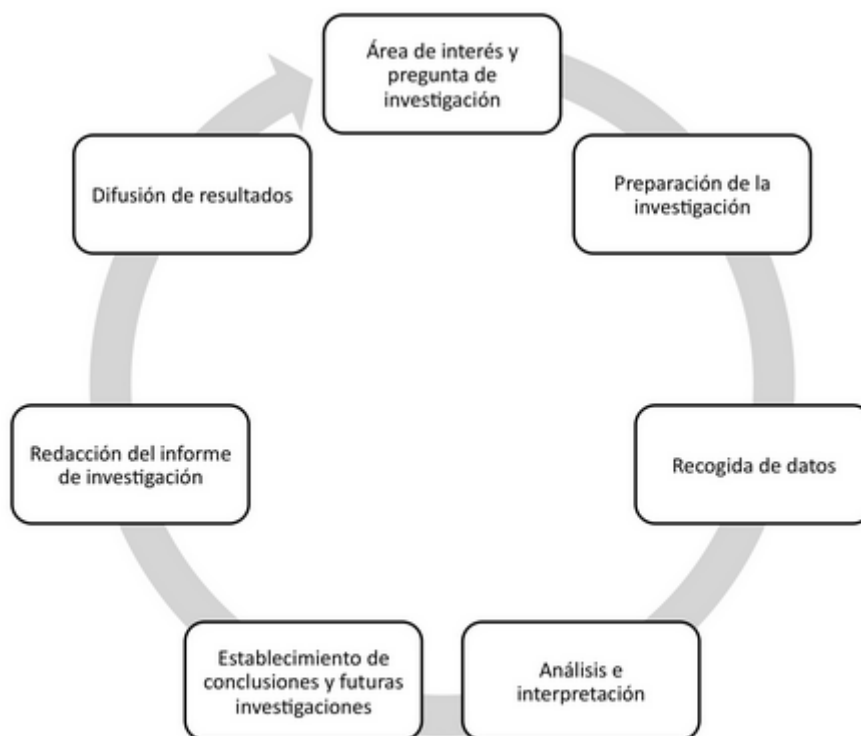 Área de interés y
pregunta de
investigación
Preparación de la
investigación
Recogida de datos
Análisis e
interpretación
Establecimiento de
conclusiones y futuras
investigaciones
Redacción del informe
de investigación
Difusión de resultados